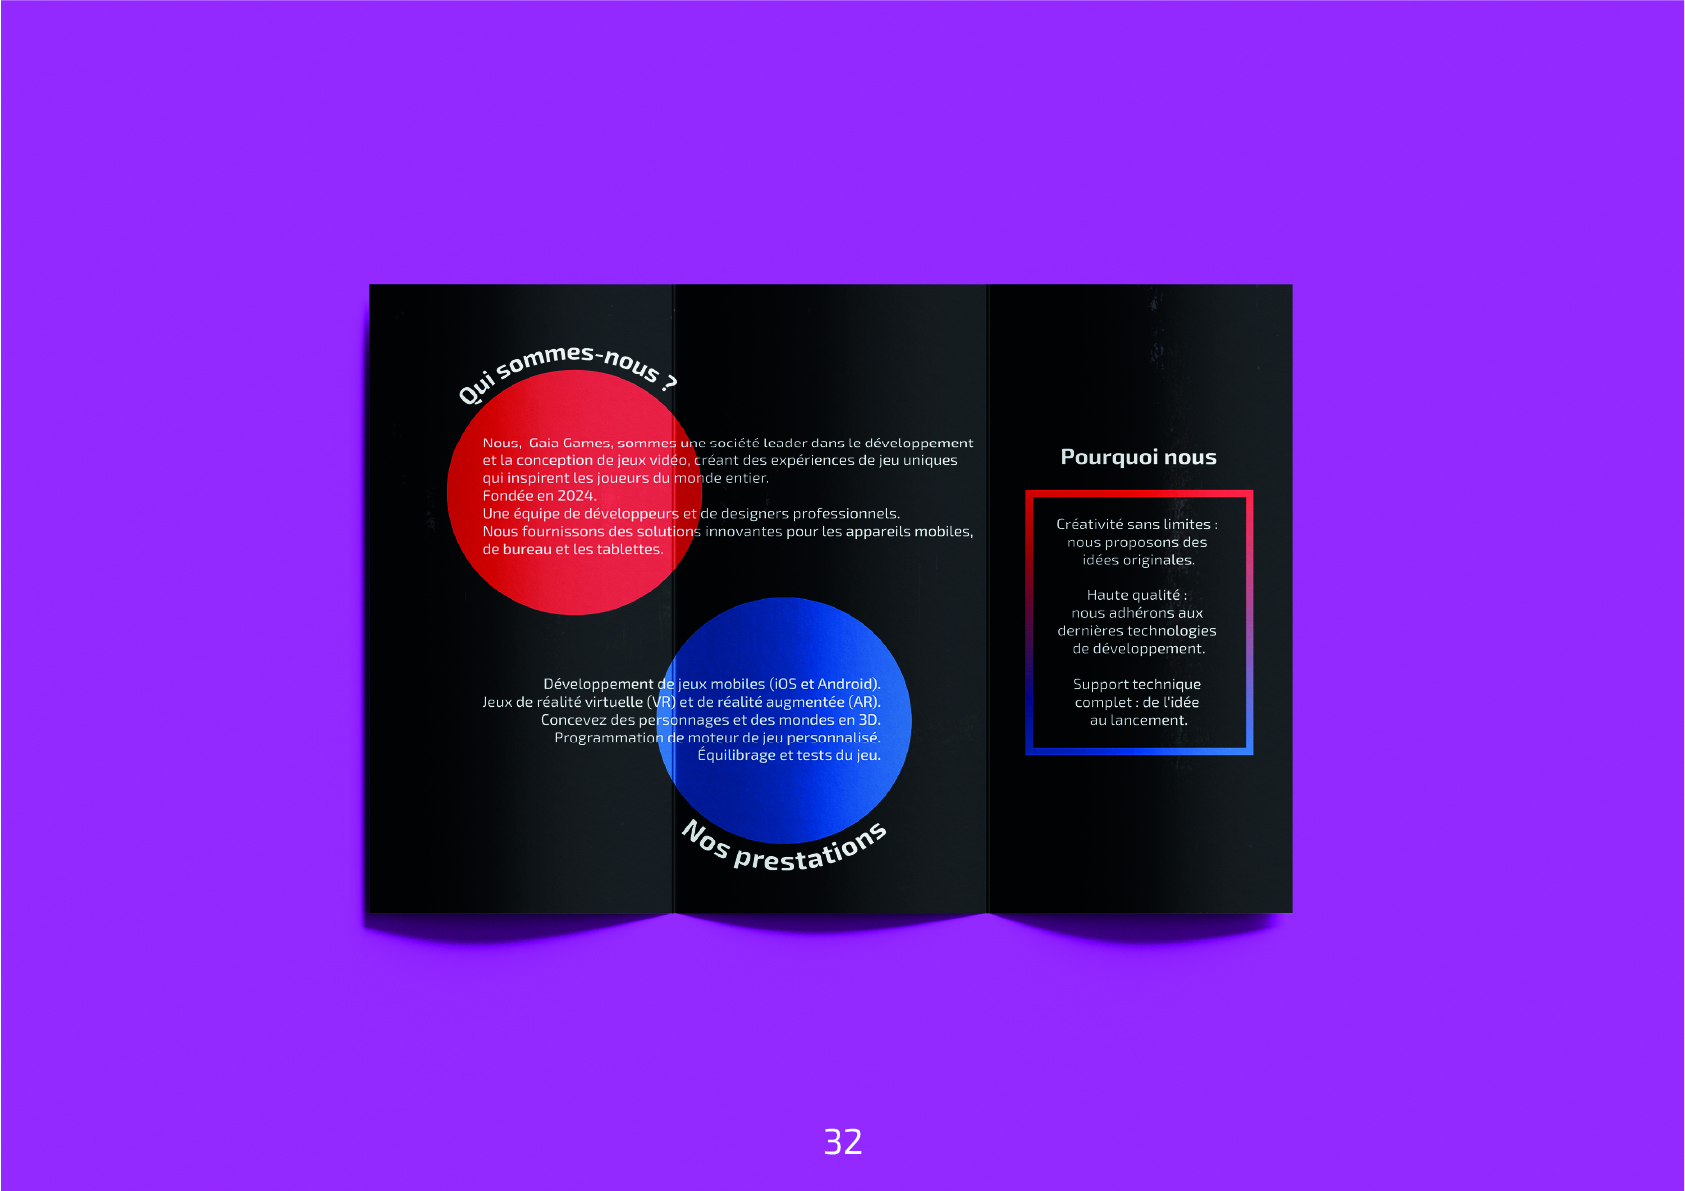 Qui sommes-nous ?
Nous, Gaia Games, sommes une société leader dans le développement
et la conception de jeux vidéo, créant des expériences de jeu uniques
qui inspirent les joueurs du monde entier.
Fondée en 2024.
Une équipe de développeurs et de designers professionnels.
Nous fournissons des solutions innovantes pour les appareils mobiles,
de bureau et les tablettes.
Développement de jeux mobiles (iOS et Android).
Jeux de réalité virtuelle (VR) et de réalité augmentée (AR).
Concevez des personnages et des mondes en 3D.
Programmation de moteur de jeu personnalisé.
Équilibrage et tests du jeu.
Nos prestations
Pourquoi nous
Créativité sans limites :
nous proposons des
idées originales.
Haute qualité :
nous adhérons aux
dernières technologies
de développement.
Support technique
complet : de l'idée
au lancement.
32